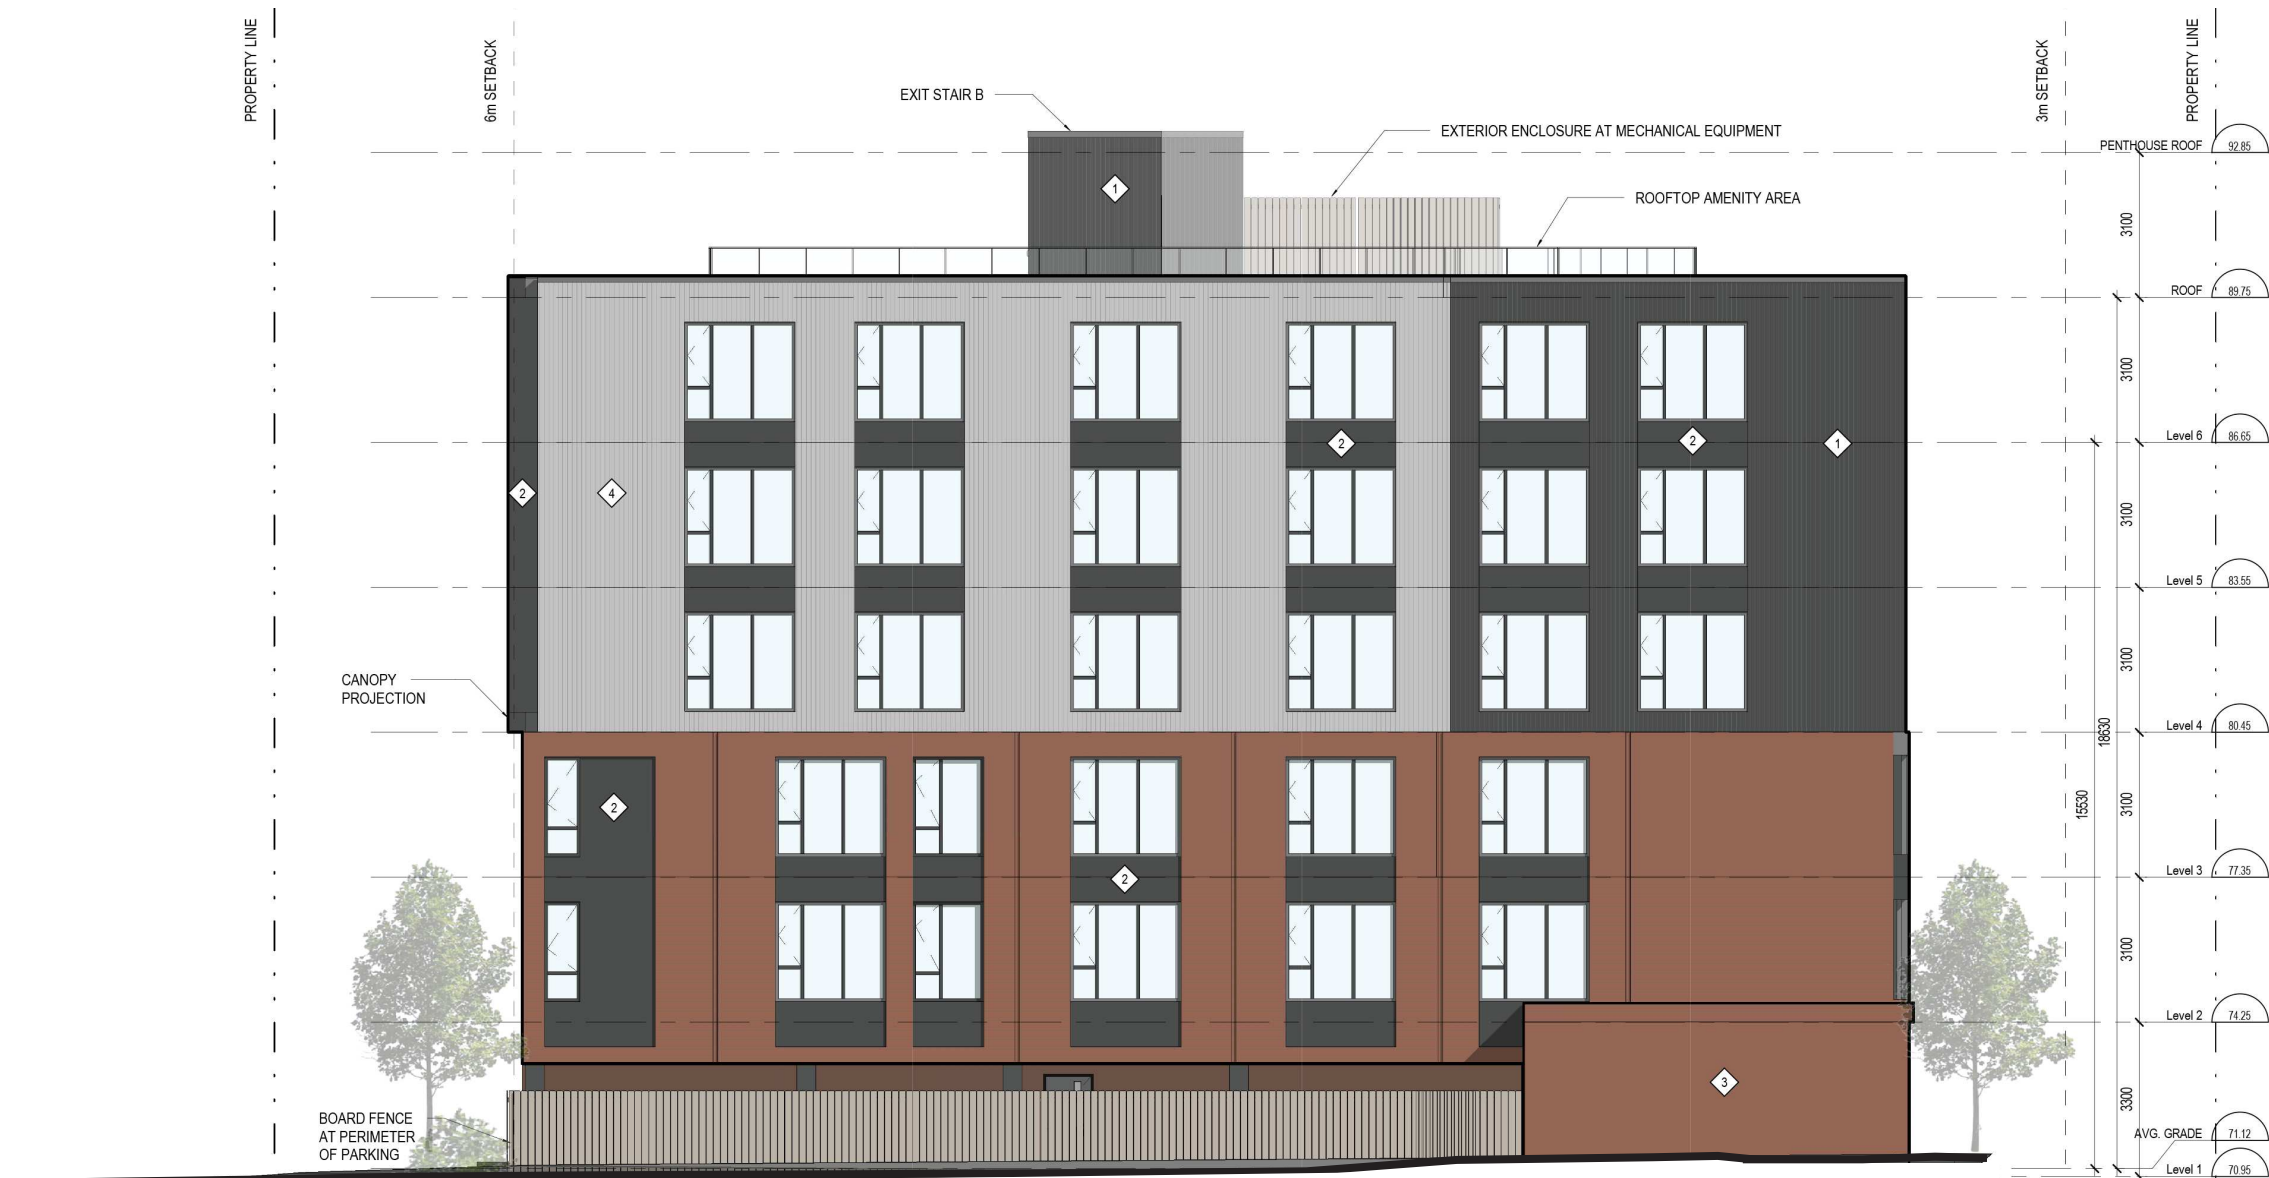 PROPERTY LINE
6m SETBACK
3m SETBACK
PROPERTY LINE
EXIT STAIR B
EXTERIOR ENCLOSURE AT MECHANICAL EQUIPMENT
PENTHOUSE ROOF 92.85
1
ROOFTOP AMENITY AREA
3100
ROOF 89.75
3100
2
2
1
Level 6 86.65
2
4
3100
Level 5 83.55
3100
CANOPY
PROJECTION
Level 4 80.45
18630
15530
2
3100
2
Level 3 77.35
3100
Level 2 74.25
3
3300
BOARD FENCE
AT PERIMETER
OF PARKING
AVG. GRADE 71.12
Level 1 70.95